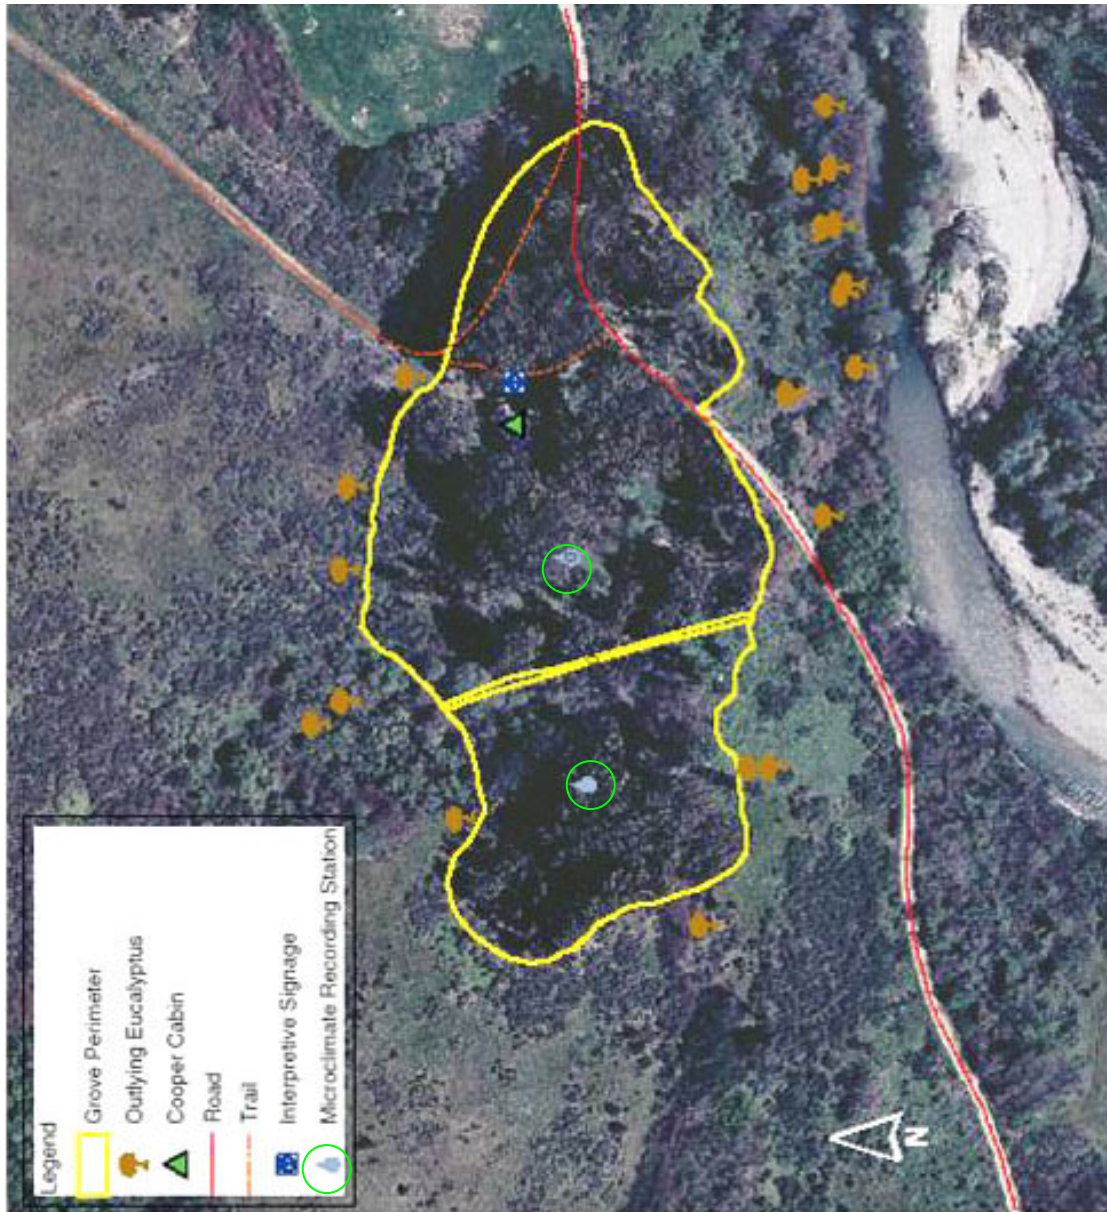 Legend
Grove Perimeter
Outlying Eucalyptus
Cooper Cabin
Road
Trail
Interpretive Signage
Microclimate Recording Station
N